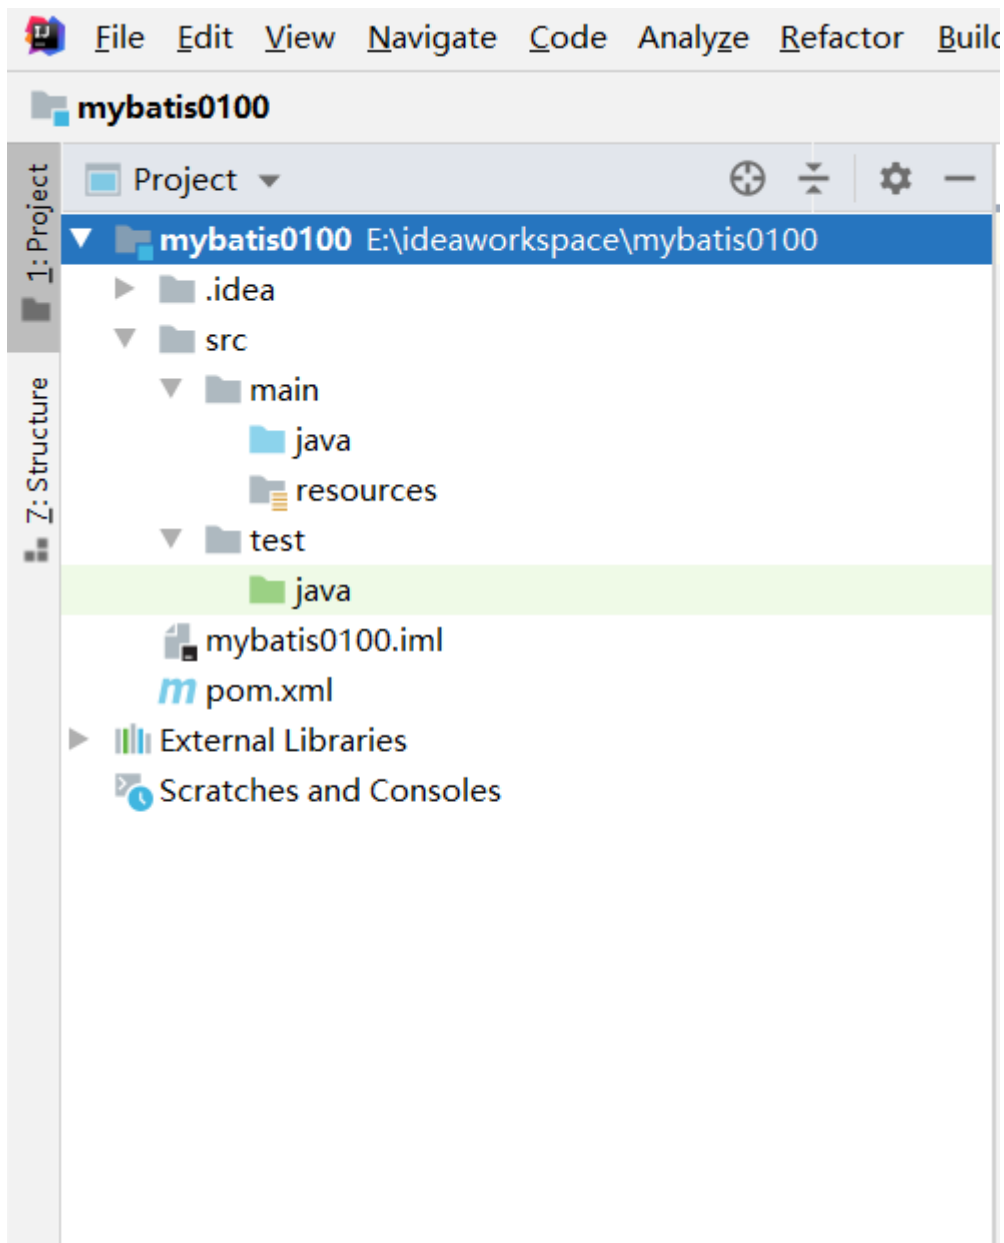 File Edit View Navigate Code Analyze Refactor Build
mybatis0100
1: Project
7: Structure
Project
mybatis0100 E:\ideaworkspace\mybatis0100
.idea
src
main
java
resources
test
java
mybatis0100.iml
pom.xml
External Libraries
Scratches and Consoles